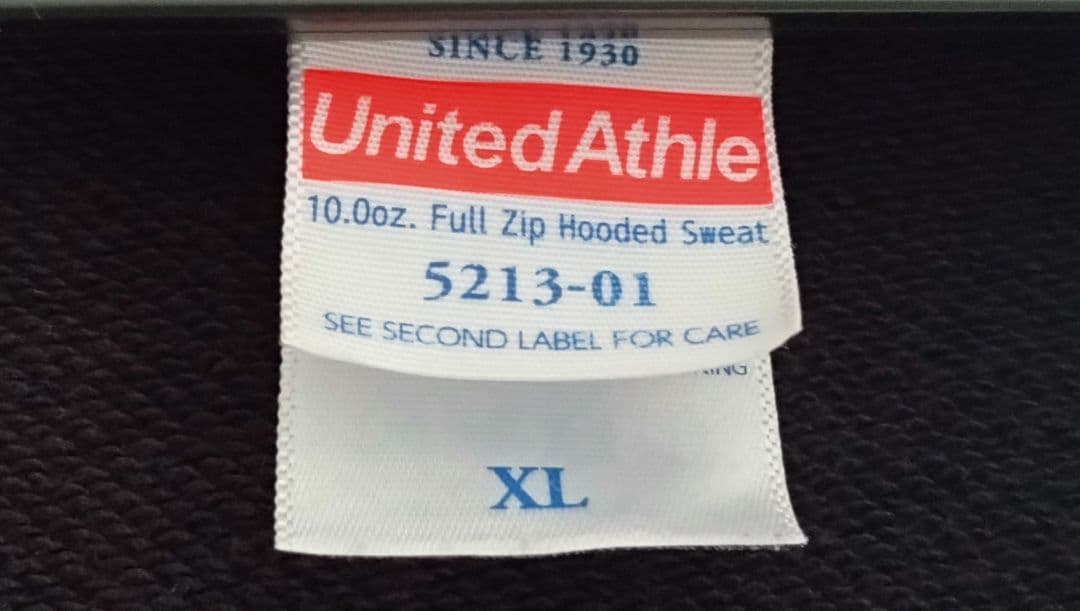 SINCE 1930
United Athle
10.0oz. Full Zip Hooded Sweat
5213-01
SEE SECOND LABEL FOR CARE
XL